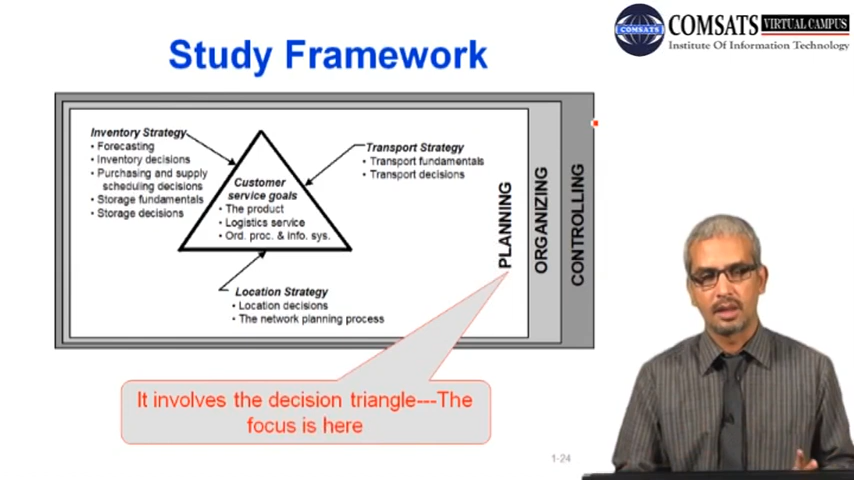 COMSATS VIRTUAL CAMPUS
COMSATS
Institute Of Information Technology
Study Framework
Inventory Strategy
• Forecasting
• Inventory decisions
• Purchasing and supply
scheduling decisions
• Storage fundamentals
• Storage decisions
Customer
service goals
• The product
• Logistics service
• Ord. proc. & info. sys.
Transport Strategy
• Transport fundamentals
• Transport decisions
Location Strategy
• Location decisions
• The network planning process
PLANNING
ORGANIZING
CONTROLLING
It involves the decision triangle---The
focus is here
1-24